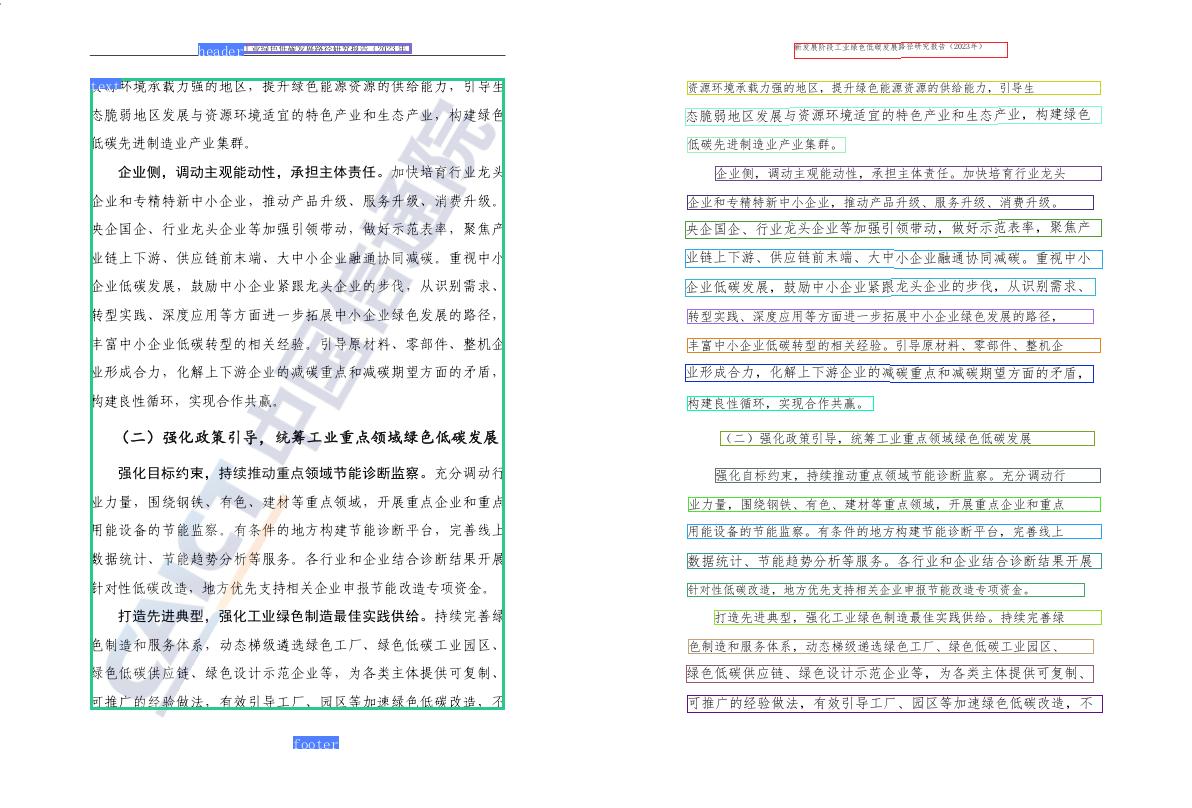 header
工业绿色低碳发展路径研究报告（2023年
text
环境承载力强的地区，提升绿色能源资源的供给能力，引导生
态脆弱地区发展与资源环境适宜的特色产业和生态产业，构建绿色
低碳先进制造业产业集群。
企业侧，调动主观能动性，承担主体责任。加快培育行业龙头
企业和专精特新中小企业，推动产品升级、服务升级、消费升级。
央企国企、行业龙头企业等加强引领带动，做好示范表率，聚焦产
业链上下游、供应链前末端、大中小企业融通协同减碳。重视中小
企业低碳发展，鼓励中小企业紧跟龙头企业的步伐，从识别需求、
转型实践、深度应用等方面进一步拓展中小企业绿色发展的路径，
丰富中小企业低碳转型的相关经验。引导原材料、零部件、整机企
业形成合力，化解上下游企业的减碳重点和减碳期望方面的矛盾，
构建良性循环，实现合作共赢。
（二）强化政策引导，统筹工业重点领域绿色低碳发展
强化目标约束，持续推动重点领域节能诊断监察。充分调动行
业力量，围绕钢铁、有色、建材等重点领域，开展重点企业和重点
用能设备的节能监察。有条件的地方构建节能诊断平台，完善线上
数据统计、节能趋势分析等服务。各行业和企业结合诊断结果开展
针对性低碳改造，地方优先支持相关企业申报节能改造专项资金。
打造先进典型，强化工业绿色制造最佳实践供给。持续完善绿
色制造和服务体系，动态梯级遴选绿色工厂、绿色低碳工业园区、
绿色低碳供应链、绿色设计示范企业等，为各类主体提供可复制、
可推广的经验做法，有效引导工厂、园区等加速绿色低碳改造，不
CAICT 中国信通院
footer
新发展阶段工业绿色低碳发展路径研究报告（2023年）
资源环境承载力强的地区，提升绿色能源资源的供给能力，引导生
态脆弱地区发展与资源环境适宜的特色产业和生态产业，构建绿色
低碳先进制造业产业集群。
企业侧，调动主观能动性，承担主体责任。加快培育行业龙头
企业和专精特新中小企业，推动产品升级、服务升级、消费升级。
央企国企、行业龙头企业等加强引领带动，做好示范表率，聚焦产
业链上下游、供应链前末端、大中小企业融通协同减碳。重视中小
企业低碳发展，鼓励中小企业紧跟龙头企业的步伐，从识别需求、
转型实践、深度应用等方面进一步拓展中小企业绿色发展的路径，
丰富中小企业低碳转型的相关经验。引导原材料、零部件、整机企
业形成合力，化解上下游企业的减碳重点和减碳期望方面的矛盾，
构建良性循环，实现合作共赢。
（二）强化政策引导，统筹工业重点领域绿色低碳发展
强化目标约束，持续推动重点领域节能诊断监察。充分调动行
业力量，围绕钢铁、有色、建材等重点领域，开展重点企业和重点
用能设备的节能监察。有条件的地方构建节能诊断平台，完善线上
数据统计、节能趋势分析等服务。各行业和企业结合诊断结果开展
针对性低碳改造，地方优先支持相关企业申报节能改造专项资金。
打造先进典型，强化工业绿色制造最佳实践供给。持续完善绿
色制造和服务体系，动态梯级遴选绿色工厂、绿色低碳工业园区、
绿色低碳供应链、绿色设计示范企业等，为各类主体提供可复制、
可推广的经验做法，有效引导工厂、园区等加速绿色低碳改造，不